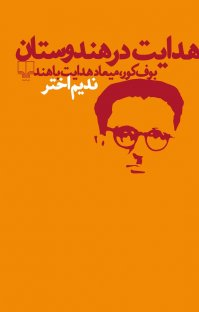 هدایت در هندوستان
بوف کور، میعاد هدایت با هند
ندیم اختر